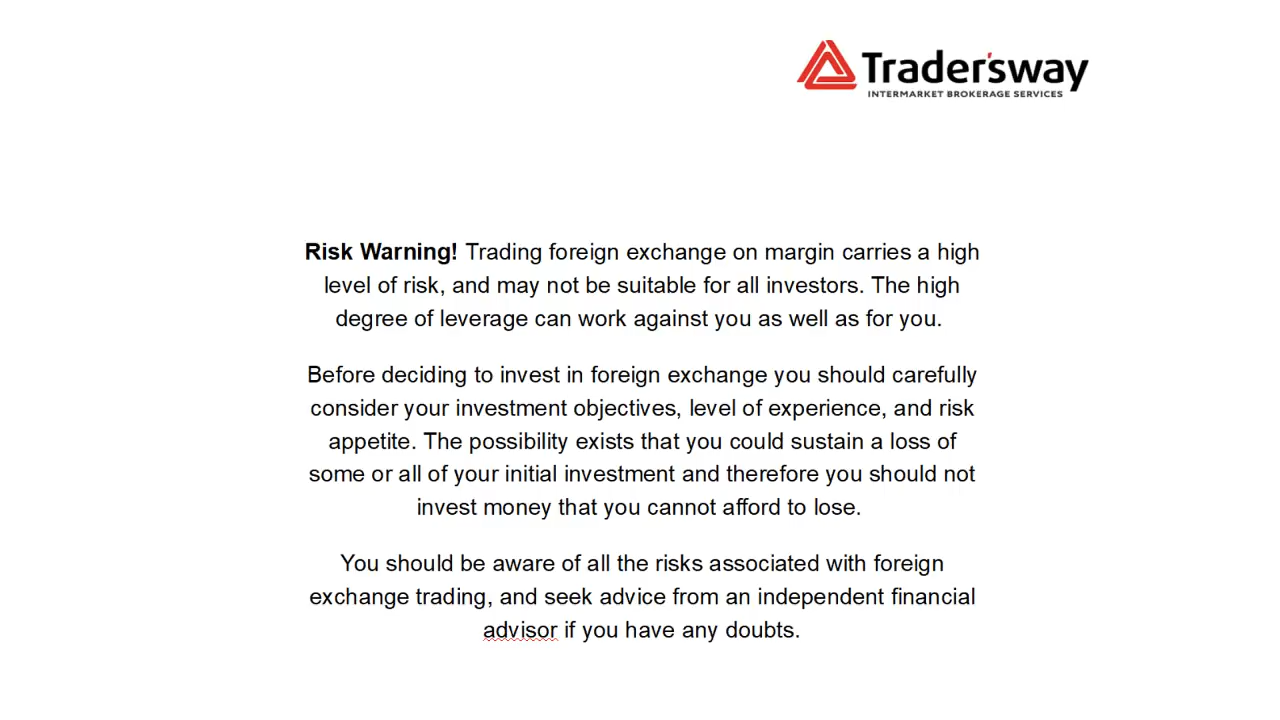 Trader'sway
INTERMARKET BROKERAGE SERVICES
Risk Warning! Trading foreign exchange on margin carries a high
level of risk, and may not be suitable for all investors. The high
degree of leverage can work against you as well as for you.
Before deciding to invest in foreign exchange you should carefully
consider your investment objectives, level of experience, and risk
appetite. The possibility exists that you could sustain a loss of
some or all of your initial investment and therefore you should not
invest money that you cannot afford to lose.
You should be aware of all the risks associated with foreign
exchange trading, and seek advice from an independent financial
advisor if you have any doubts.